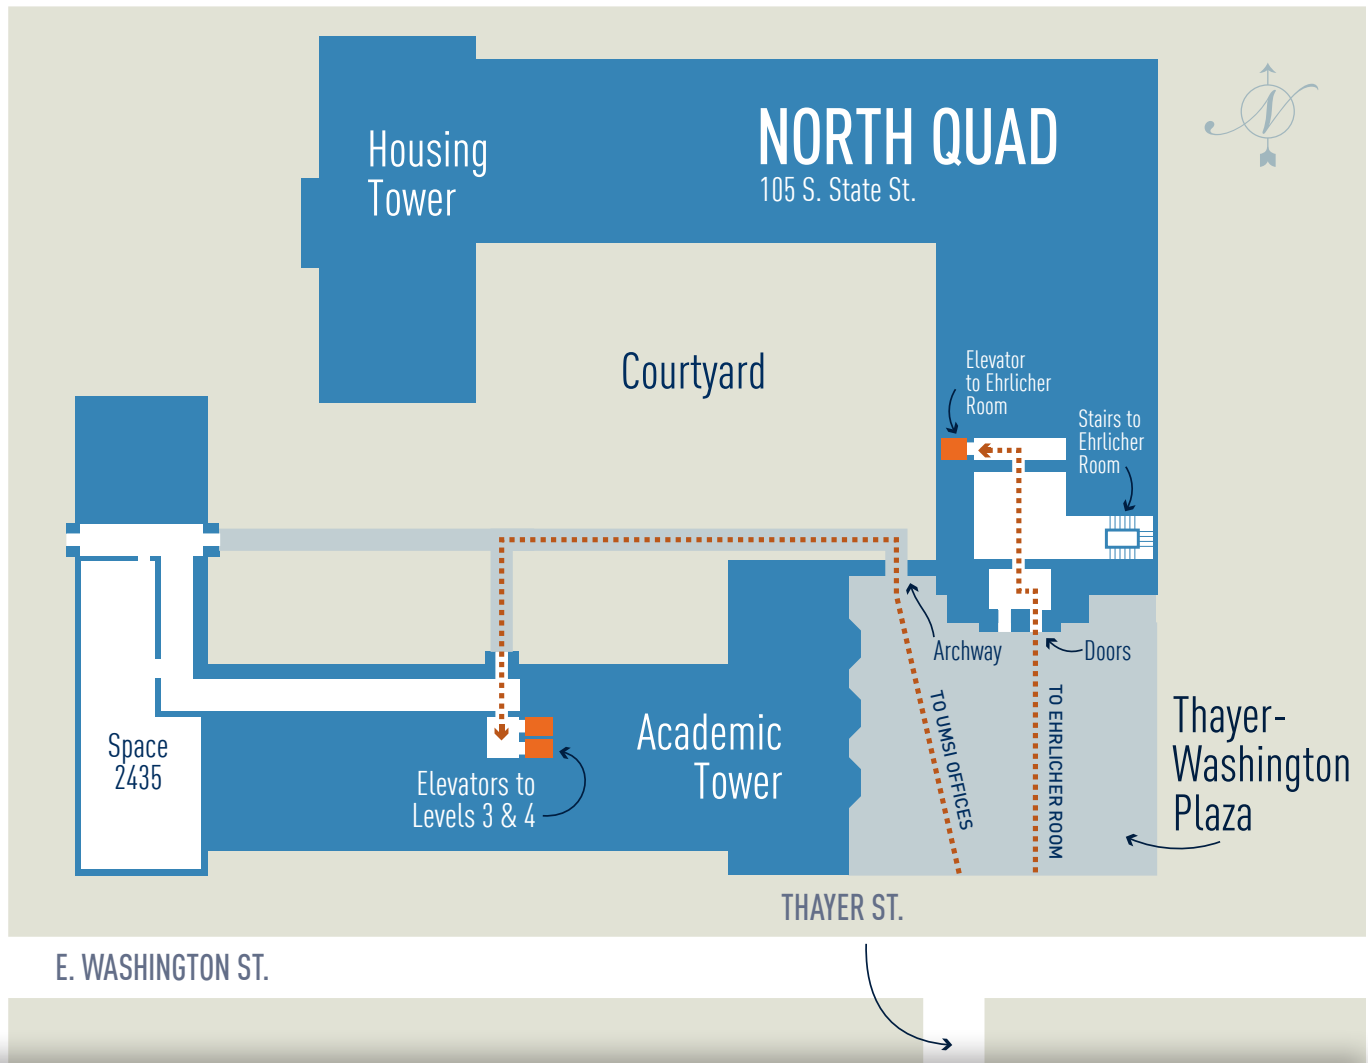 NORTH QUAD
105 S. State St.
N
Housing
Tower
Courtyard
Elevator
to Ehrlicher
Room
Stairs to
Ehrlicher
Room
Archway
Doors
TO UMSI OFFICES
TO EHRLICHER ROOM
Thayer-
Washington
Plaza
Academic
Tower
Space
2435
Elevators to
Levels 3 & 4
THAYER ST.
E. WASHINGTON ST.